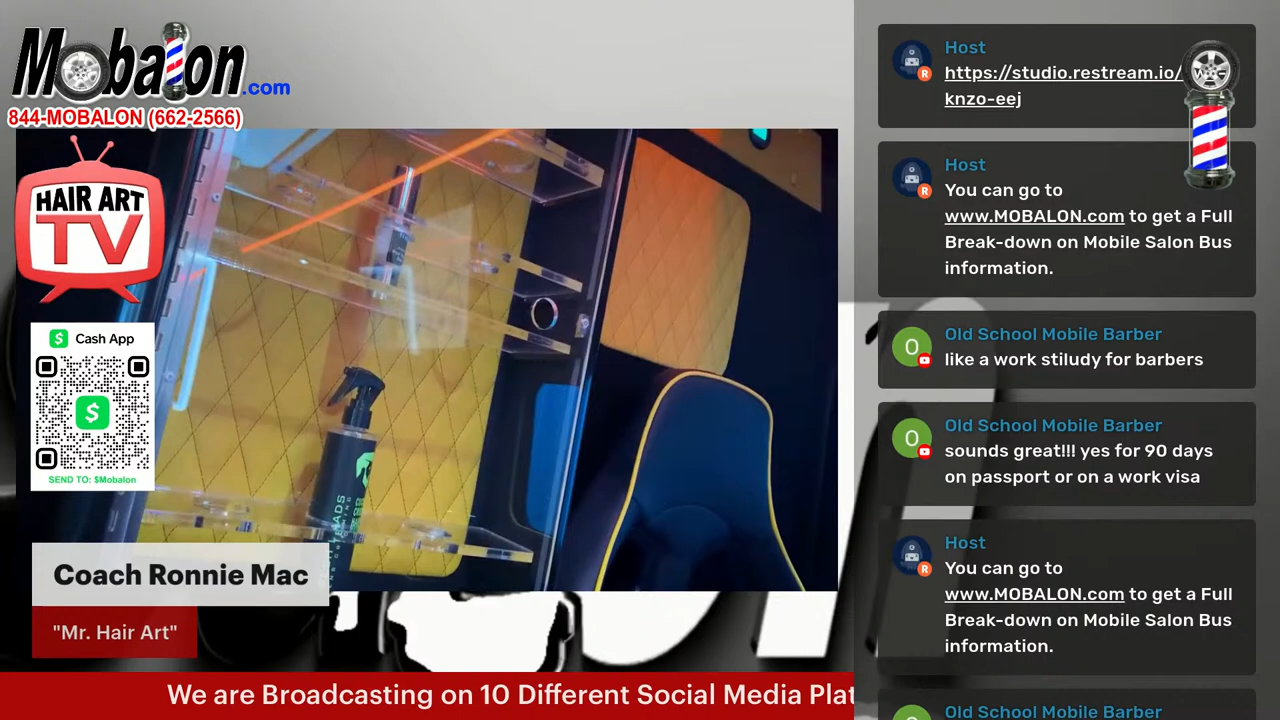 Mobalon.com
844-MOBALON (662-2566)
HAIR ART
TV
$ Cash App
$
SEND TO: $Mobalon
Coach Ronnie Mac
"Mr. Hair Art"
We are Broadcasting on 10 Different Social Media Plat
Host
https://studio.restream.io/
knzo-eej
Host
You can go to
www.MOBALON.com to get a Full
Break-down on Mobile Salon Bus
information.
O
Old School Mobile Barber
like a work stiludy for barbers
O
Old School Mobile Barber
sounds great!!! yes for 90 days
on passport or on a work visa
Host
You can go to
www.MOBALON.com to get a Full
Break-down on Mobile Salon Bus
information.
Old School Mobile Barber